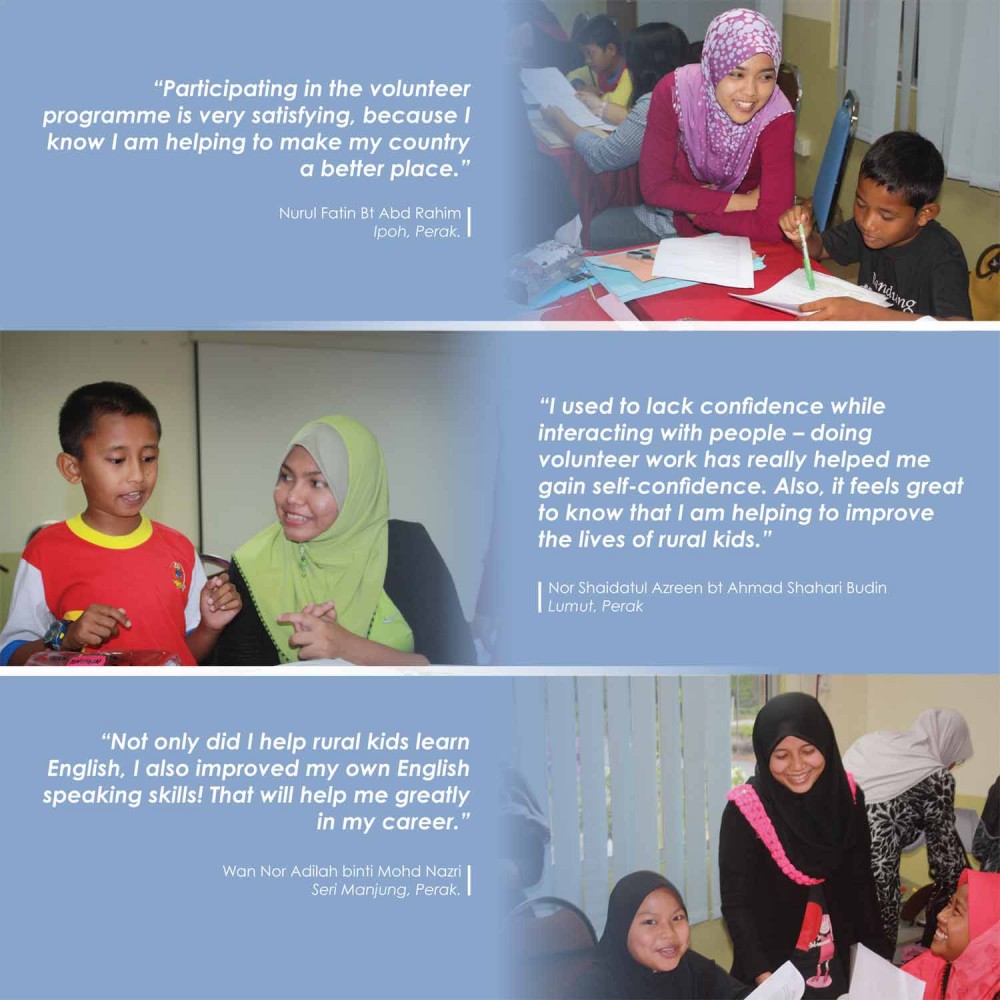 “Participating in the volunteer
programme is very satisfying, because I
know I am helping to make my country
a better place.”
Nurul Fatin Bt Abd Rahim
Ipoh, Perak.
“I used to lack confidence while
interacting with people – doing
volunteer work has really helped me
gain self-confidence. Also, it feels great
to know that I am helping to improve
the lives of rural kids.”
Nor Shaidatul Azreen bt Ahmad Shahari Budin
Lumut, Perak
“Not only did I help rural kids learn
English, I also improved my own English
speaking skills! That will help me greatly
in my career.”
Wan Nor Adilah binti Mohd Nazri
Seri Manjung, Perak.